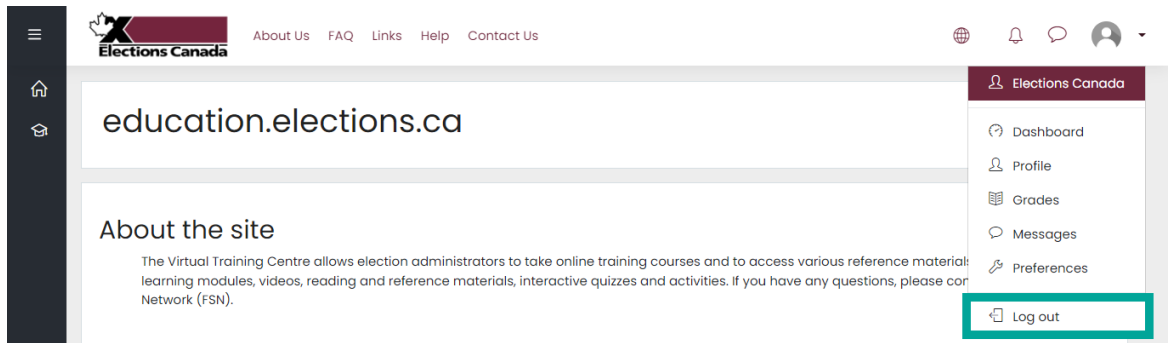 Elections Canada
About Us FAQ Links Help Contact Us
Elections Canada
education.elections.ca
Dashboard
Profile
Grades
Messages
Preferences
Log out
About the site
The Virtual Training Centre allows election administrators to take online training courses and to access various reference materials
learning modules, videos, reading and reference materials, interactive quizzes and activities. If you have any questions, please con
Network (FSN).